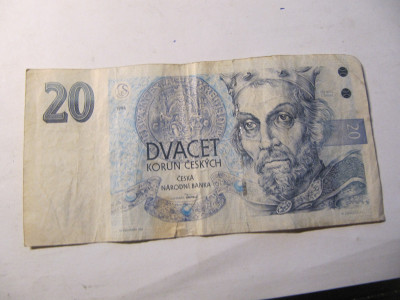 20
DVACET
KORUN ČESKÝCH
ČESKÁ
NÁRODNÍ BANKA
20